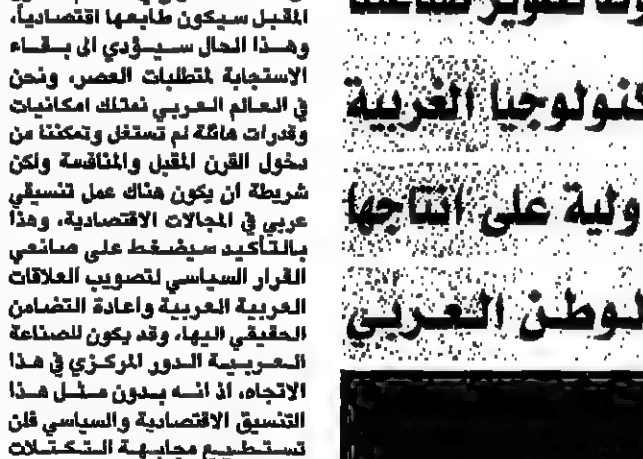 المقبل سيكون طابعها اقتصادياً،
وهذا الحال سيؤدي الى بقاء
الاستجابة لمتطلبات العصر، ونحن
في العالم العربي نمتلك امكانيات
وقدرات هائلة لم تستغل وتمكننا من
دخول القرن المقبل والمنافسة ولكن
شريطة ان يكون هناك عمل تنسيقي
عربي في المجالات الاقتصادية، وهذا
بالتأكيد سيضغط على صانعي
القرار السياسي لتصويب العلاقات
العربية العربية واعادة التضامن
الحقيقي اليها، وقد يكون للصناعة
العربية الدور المركزي في هذا
الاتجاه، اذ انه بدون مثل هذا
التنسيق الاقتصادية والسياسي فلن
تستطيع مجابهة التكتلات
كنولوجيا الغربية
ولية على انتاجها
لوطن العربي